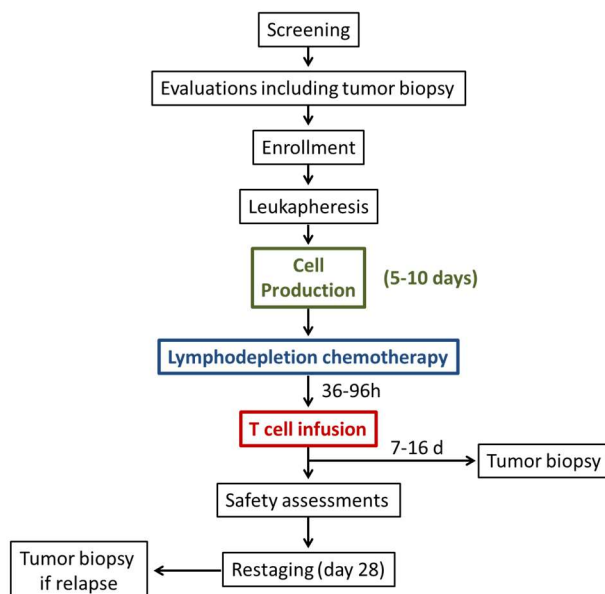 Screening
Evaluations including tumor biopsy
Enrollment
Leukapheresis
Cell
Production
(5-10 days)
Lymphodepletion chemotherapy
36-96h
T cell infusion
7-16 d
Tumor biopsy
Safety assessments
Tumor biopsy
if relapse
Restaging (day 28)